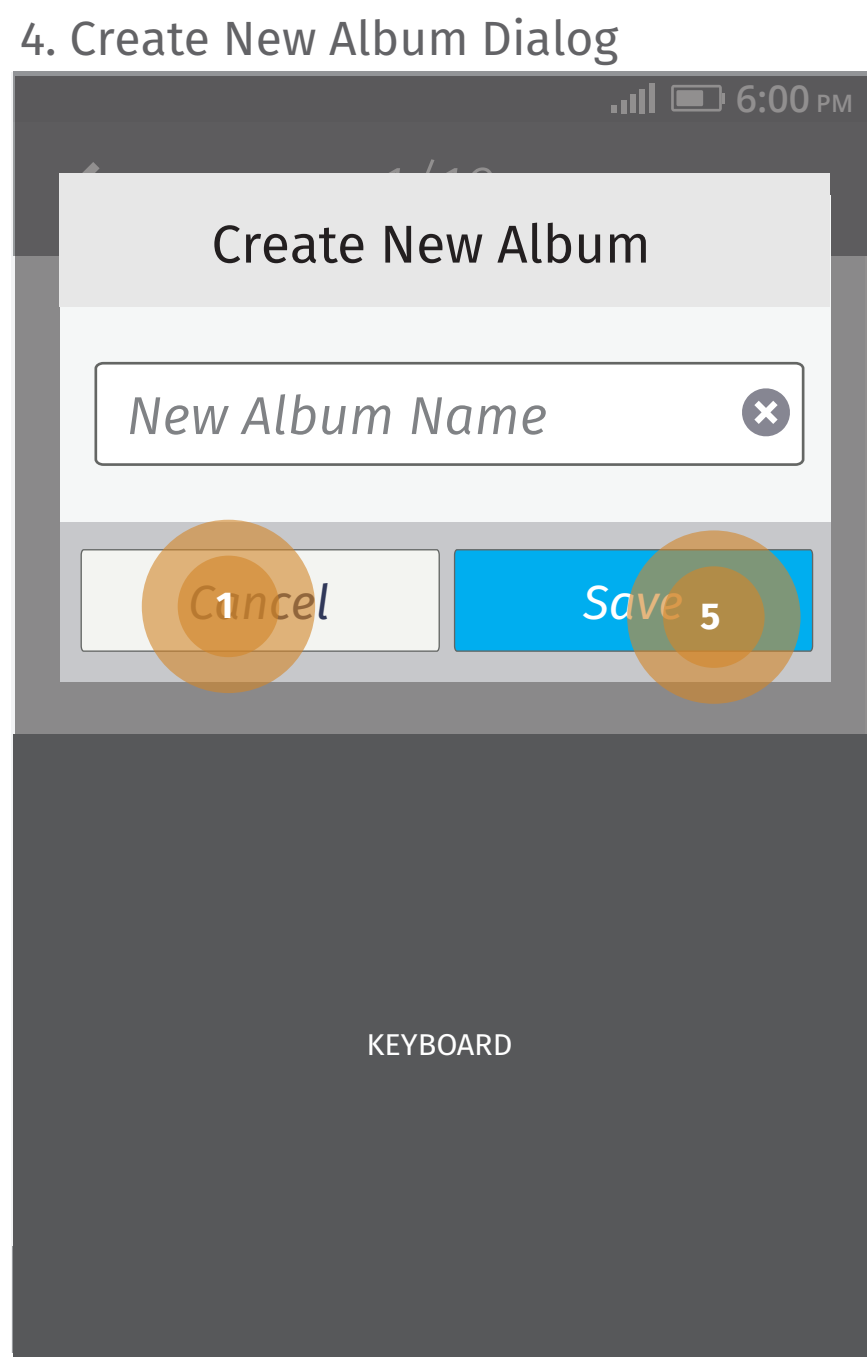 4. Create New Album Dialog
6:00 PM
Create New Album
New Album Name
Cancel
1
Save
5
KEYBOARD